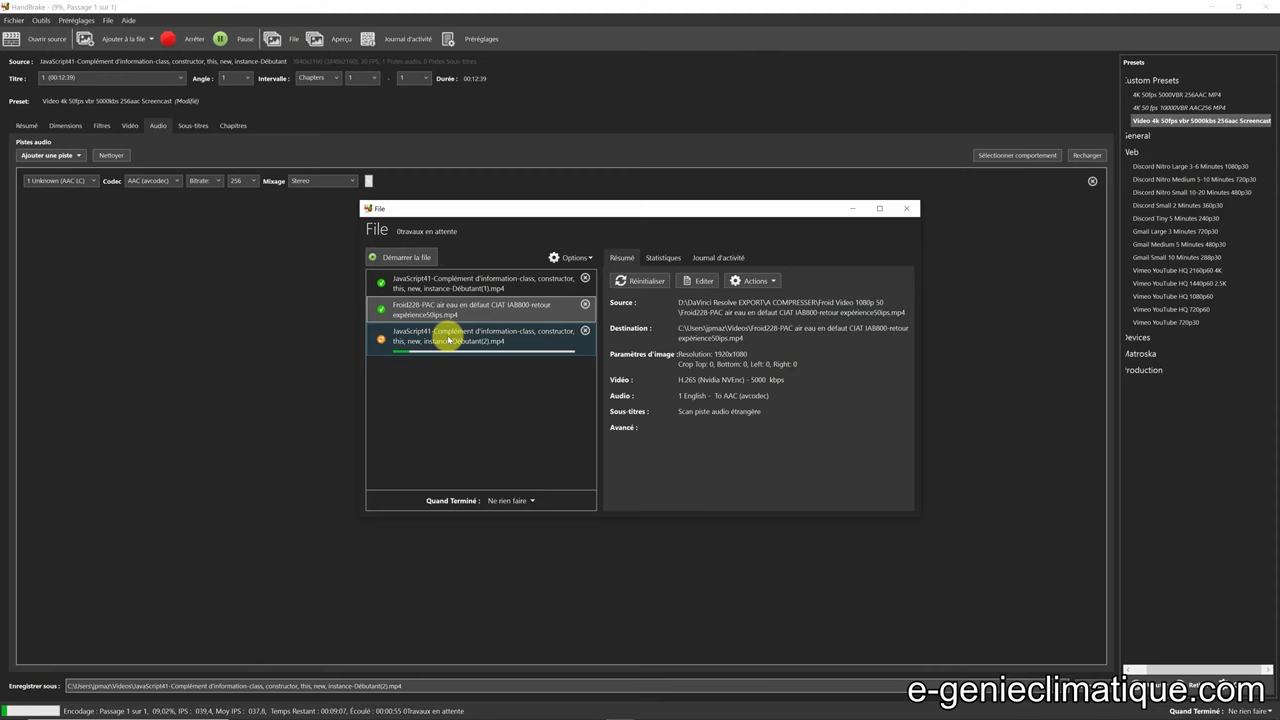 HandBrake - (9%, Passage 1 sur 1)
Fichier Outils Préréglages File Aide
Ouvrir source Ajouter à la file Arrêter Pause File Aperçu Journal d'activité Préréglages
Source : JavaScript41-Complément d'information-class, constructor, this, new, instance-Débutant 3840x2160 (3840x2160), 30 FPS, 1 Pistes audio, 0 Pistes Sous-titres
Titre : 1 (00:12:39) Angle : 1 Intervalle : Chapters 1 - 1 Durée : 00:12:39
Preset: Video 4k 50fps vbr 5000kbs 256aac Screencast (Modifié)
Résumé Dimensions Filtres Vidéo Audio Sous-titres Chapitres
Pistes audio
Ajouter une piste Nettoyer Sélectionner comportement Recharger
1 Unknown (AAC LC) Codec AAC (avcodec) Bitrate: 256 Mixage Stereo
File
File 0travaux en attente
Démarrer la file Options
JavaScript41-Complément d'information-class, constructor,
this, new, instance-Débutant(1).mp4
Froid228-PAC air eau en défaut CIAT IAB800-retour
expérience50ips.mp4
JavaScript41-Complément d'information-class, constructor,
this, new, instance-Débutant(2).mp4
Quand Terminé : Ne rien faire
Résumé Statistiques Journal d'activité
Réinitialiser Editer Actions
Source : D:\DaVinci Resolve EXPORT\A COMPRESSER\Froid Video 1080p 50
\Froid228-PAC air eau en défaut CIAT IAB800-retour expérience50ips.mp4
Destination : C:\Users\jpmaz\Videos\Froid228-PAC air eau en défaut CIAT IAB800-retour
expérience50ips.mp4
Paramètres d'image : Resolution: 1920x1080
Crop Top: 0, Bottom: 0, Left: 0, Right: 0
Vidéo : H.265 (Nvidia NVEnc) - 5000 kbps
Audio : 1 English - To AAC (avcodec)
Sous-titres : Scan piste audio étrangère
Avancé :
Presets
Custom Presets
4K 50fps 5000VBR 256AAC MP4
4K 50 fps 10000VBR AAC256 MP4
Video 4k 50fps vbr 5000kbs 256aac Screencast
General
Web
Discord Nitro Large 3-6 Minutes 1080p30
Discord Nitro Medium 5-10 Minutes 720p30
Discord Nitro Small 10-20 Minutes 480p30
Discord Small 2 Minutes 360p30
Discord Tiny 5 Minutes 240p30
Gmail Large 3 Minutes 720p30
Gmail Medium 5 Minutes 480p30
Gmail Small 10 Minutes 288p30
Vimeo YouTube HQ 2160p60 4K
Vimeo YouTube HQ 1440p60 2.5K
Vimeo YouTube HQ 1080p60
Vimeo YouTube HQ 720p60
Vimeo YouTube 720p30
Devices
Matroska
Production
Enregistrer sous : C:\Users\jpmaz\Videos\JavaScript41-Complément d'information-class, constructor, this, new, instance-Débutant(2).mp4
e-genieclimatique.com
Encodage : Passage 1 sur 1, 09,02%, IPS : 39,4, Moy IPS : 37,8, Temps Restant : 00:09:07, Écoulé : 00:00:55 0Travaux en attente
Quand Terminé : Ne rien faire